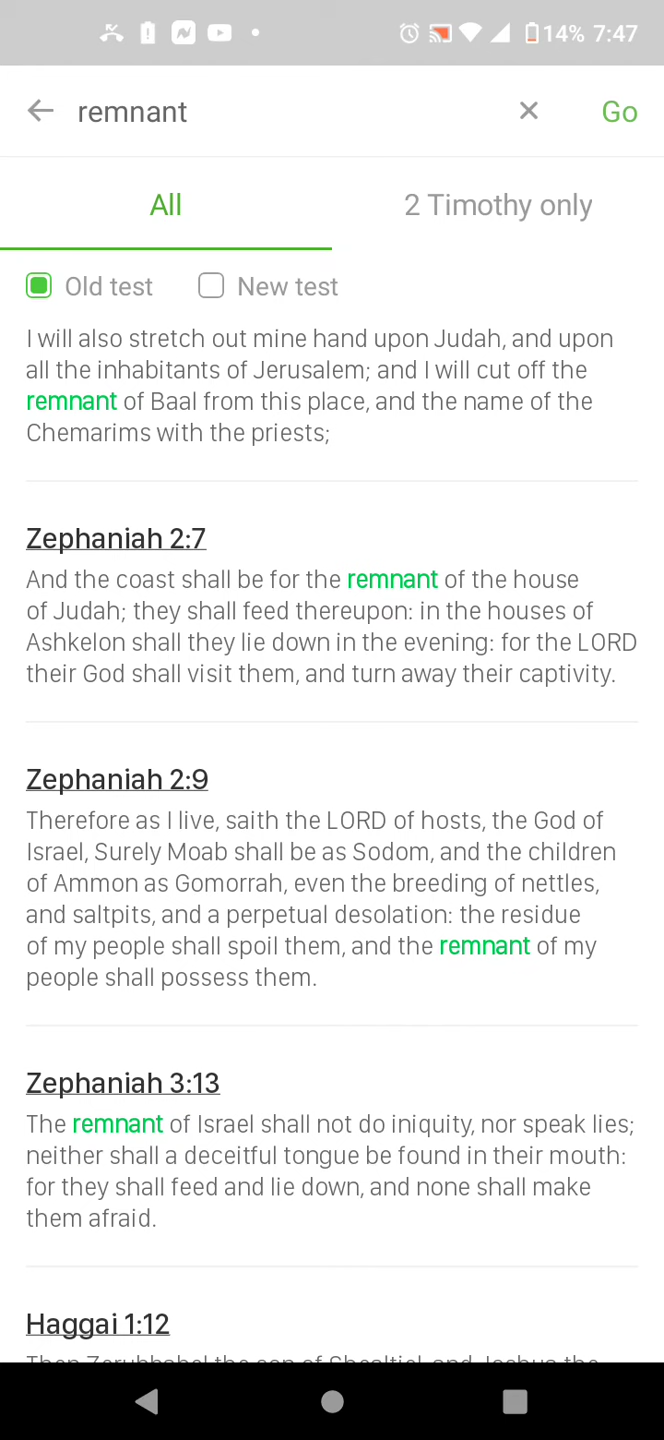 14% 7:47
remnant
Go
All
2 Timothy only
Old test
New test
I will also stretch out mine hand upon Judah, and upon
all the inhabitants of Jerusalem; and I will cut off the
remnant of Baal from this place, and the name of the
Chemarims with the priests;
Zephaniah 2:7
And the coast shall be for the remnant of the house
of Judah; they shall feed thereupon: in the houses of
Ashkelon shall they lie down in the evening: for the LORD
their God shall visit them, and turn away their captivity.
Zephaniah 2:9
Therefore as I live, saith the LORD of hosts, the God of
Israel, Surely Moab shall be as Sodom, and the children
of Ammon as Gomorrah, even the breeding of nettles,
and saltpits, and a perpetual desolation: the residue
of my people shall spoil them, and the remnant of my
people shall possess them.
Zephaniah 3:13
The remnant of Israel shall not do iniquity, nor speak lies;
neither shall a deceitful tongue be found in their mouth:
for they shall feed and lie down, and none shall make
them afraid.
Haggai 1:12